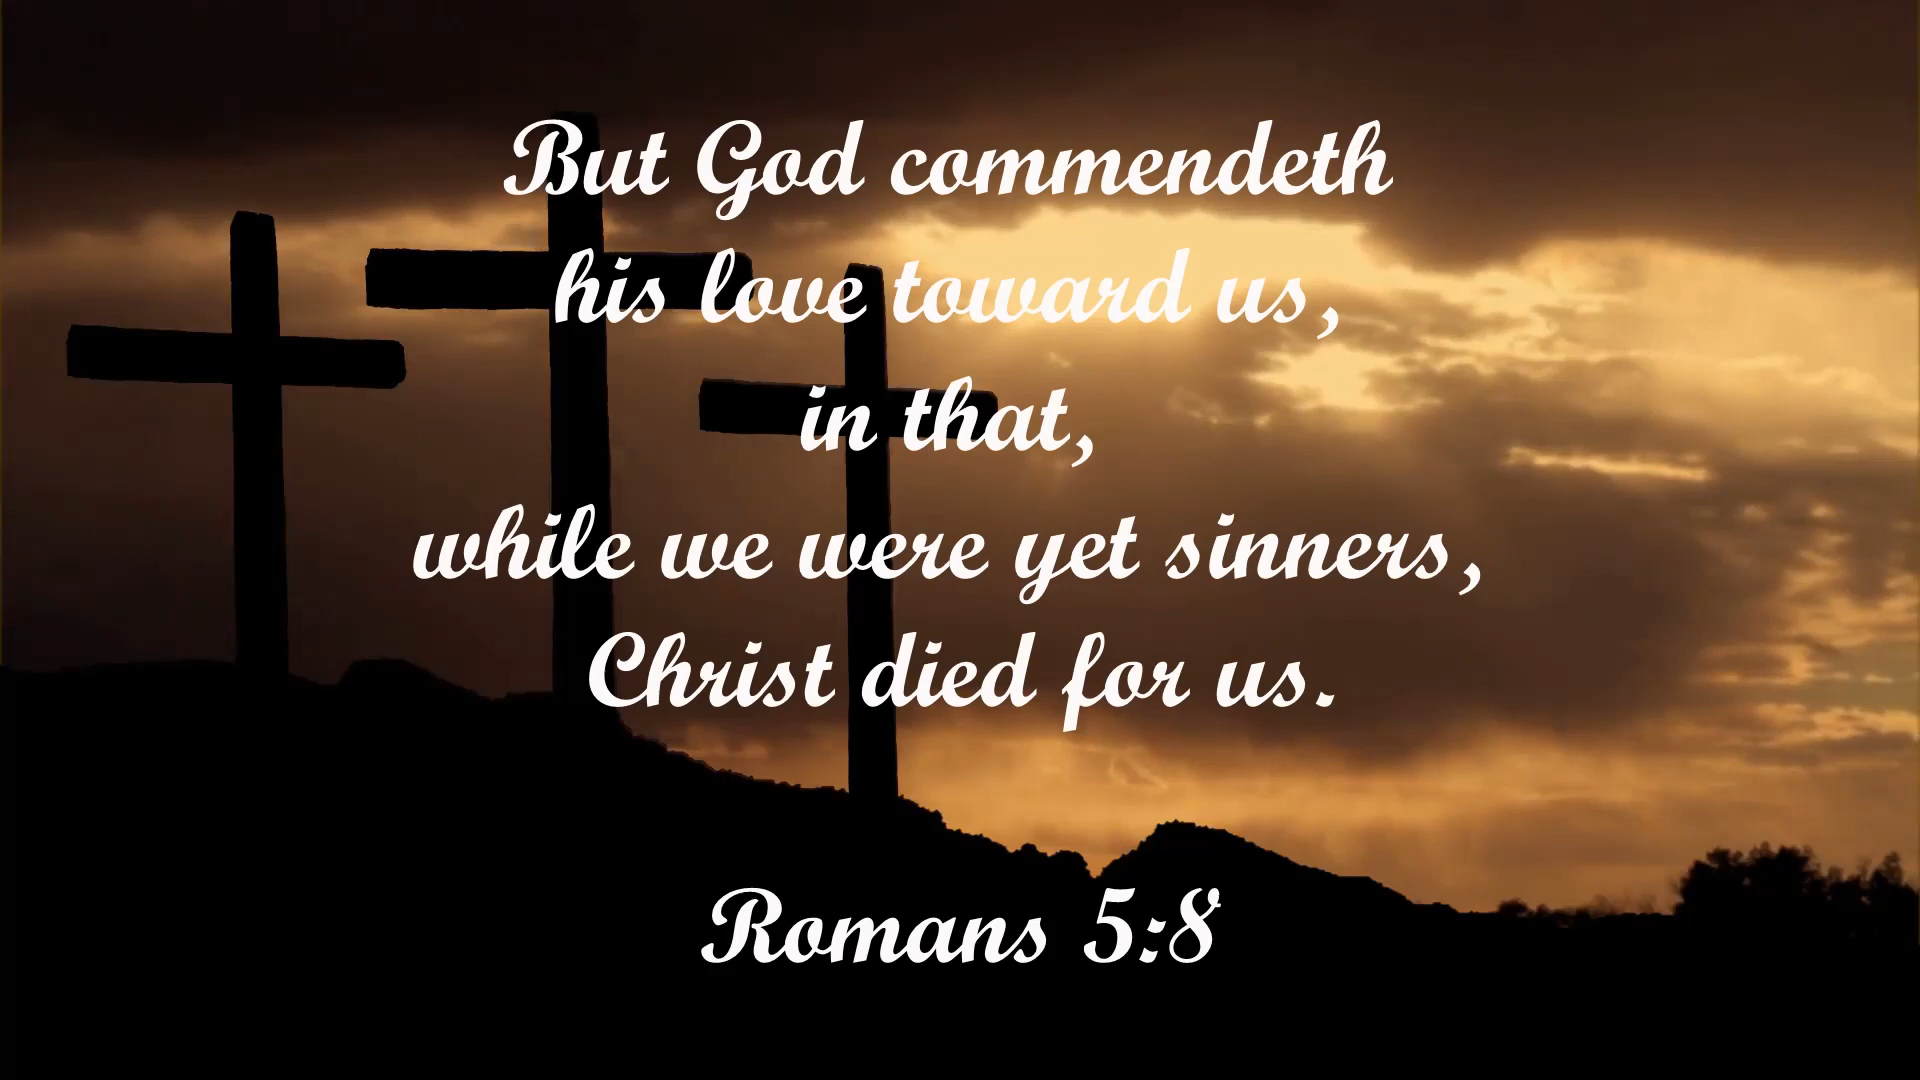 But God commendeth
his love toward us,
in that,
while we were yet sinners,
Christ died for us.
Romans 5:8